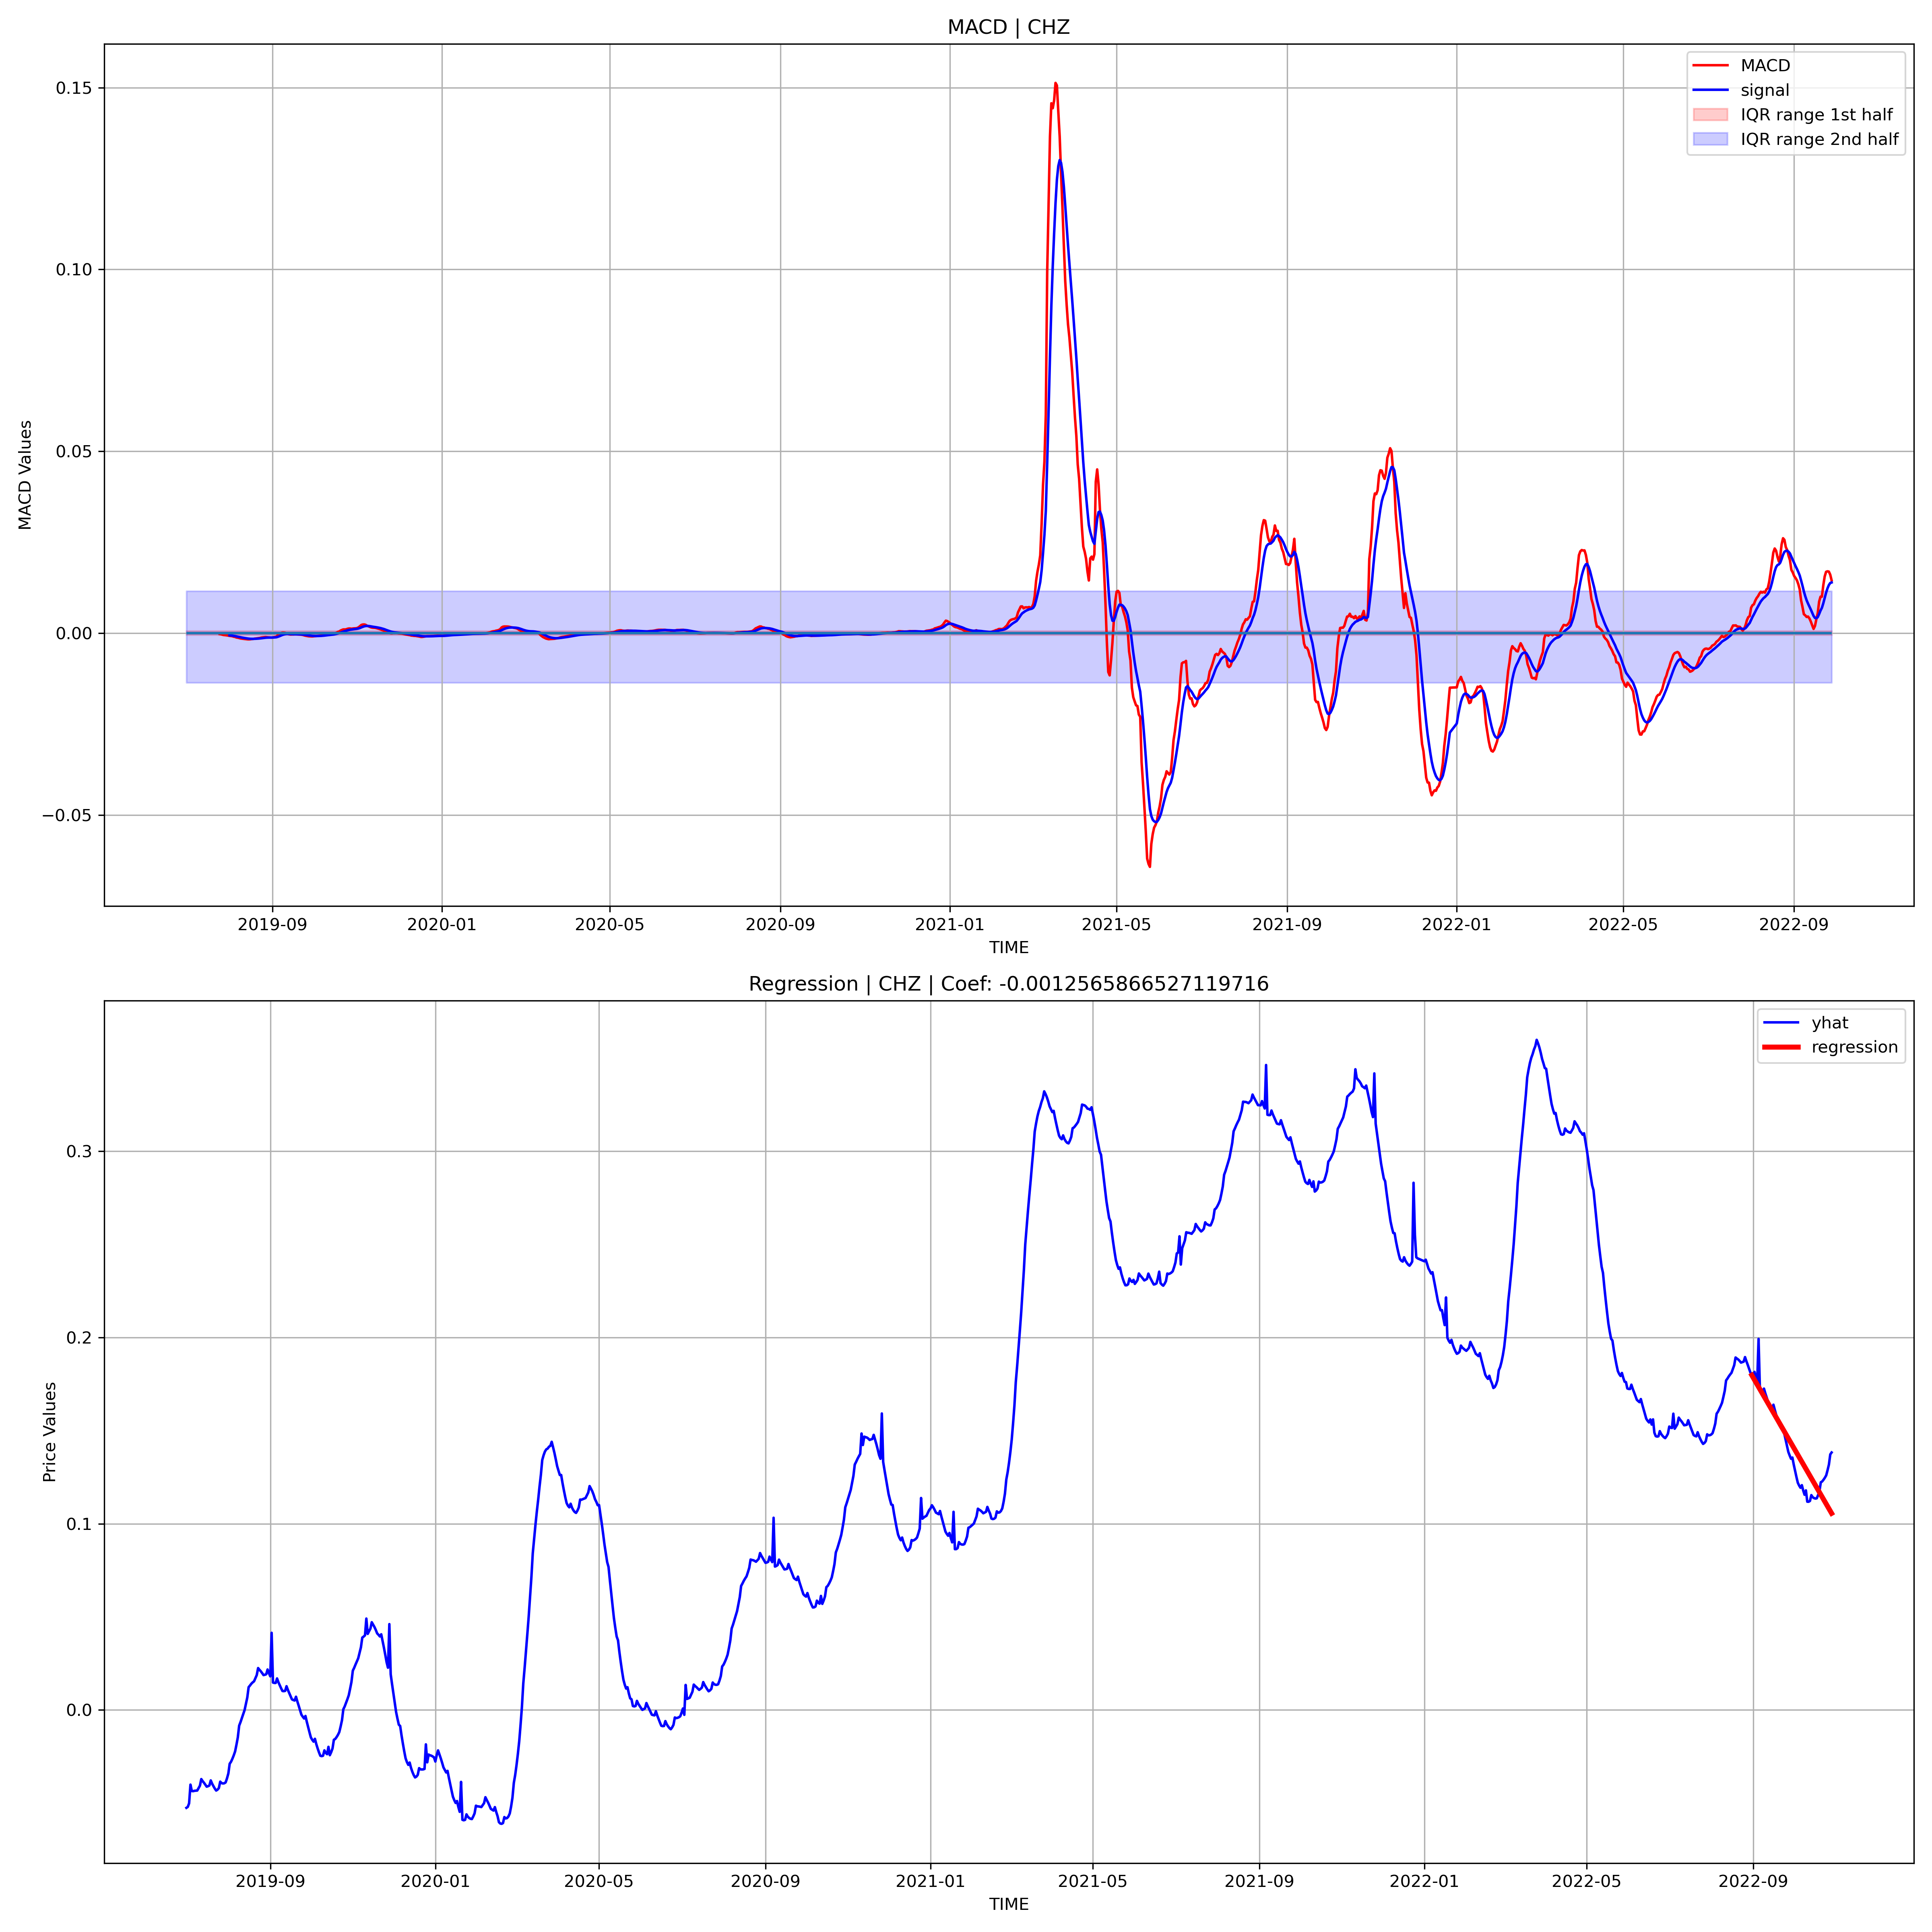 MACD | CHZ
MACD
signal
IQR range 1st half
IQR range 2nd half
MACD Values
0.15
0.10
0.05
0.00
−0.05
2019-09 2020-01 2020-05 2020-09 2021-01 2021-05 2021-09 2022-01 2022-05 2022-09
TIME
Regression | CHZ | Coef: -0.0012565866527119716
yhat
regression
Price Values
0.3
0.2
0.1
0.0
2019-09 2020-01 2020-05 2020-09 2021-01 2021-05 2021-09 2022-01 2022-05 2022-09
TIME